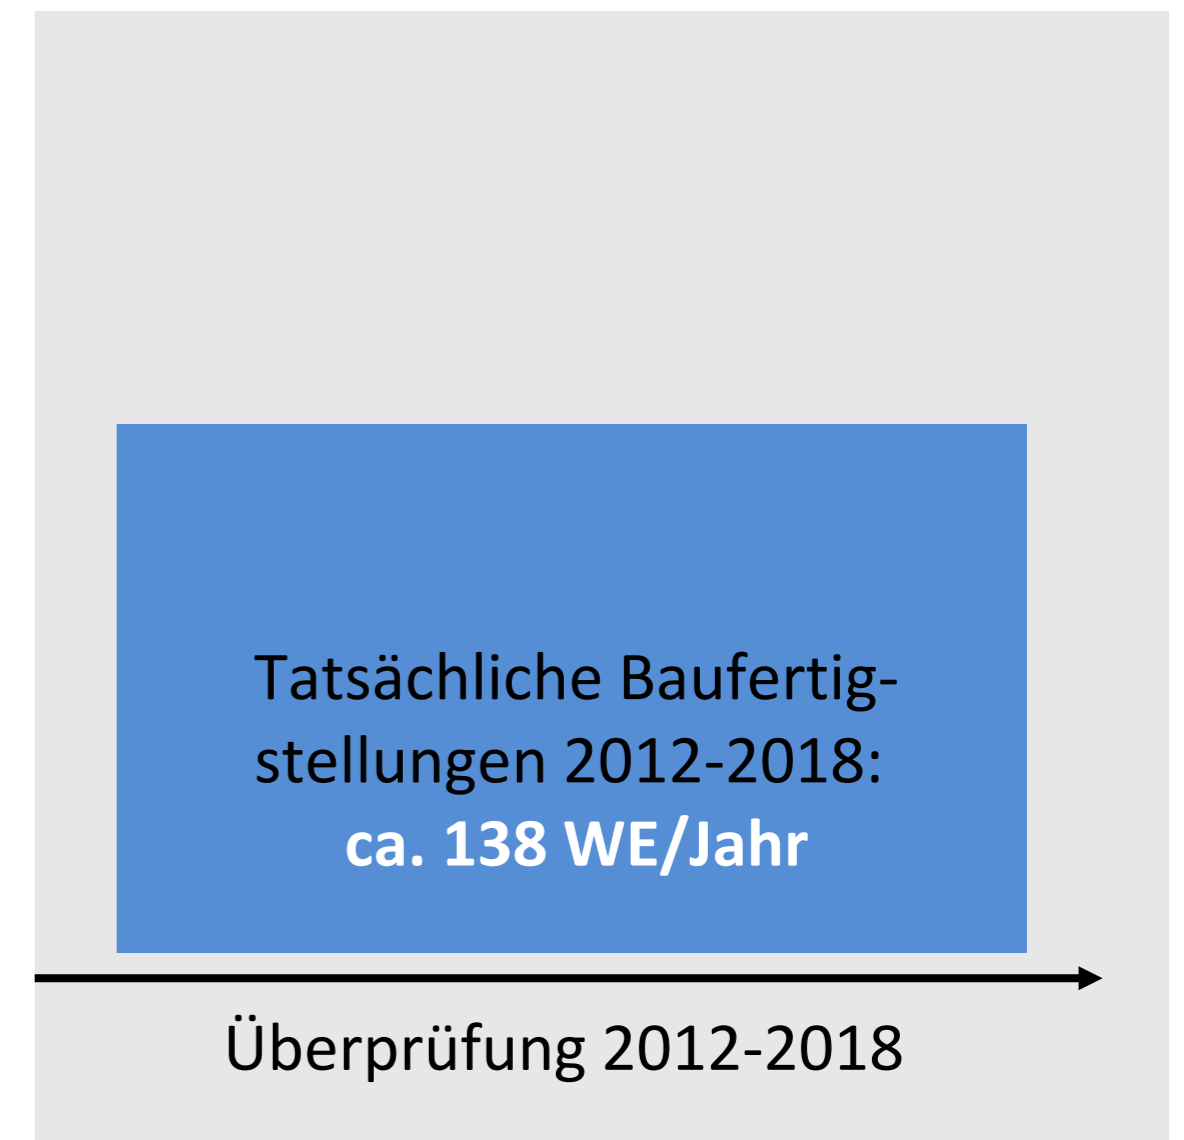 Tatsächliche Baufertig-
stellungen 2012-2018:
ca. 138 WE/Jahr
Überprüfung 2012-2018